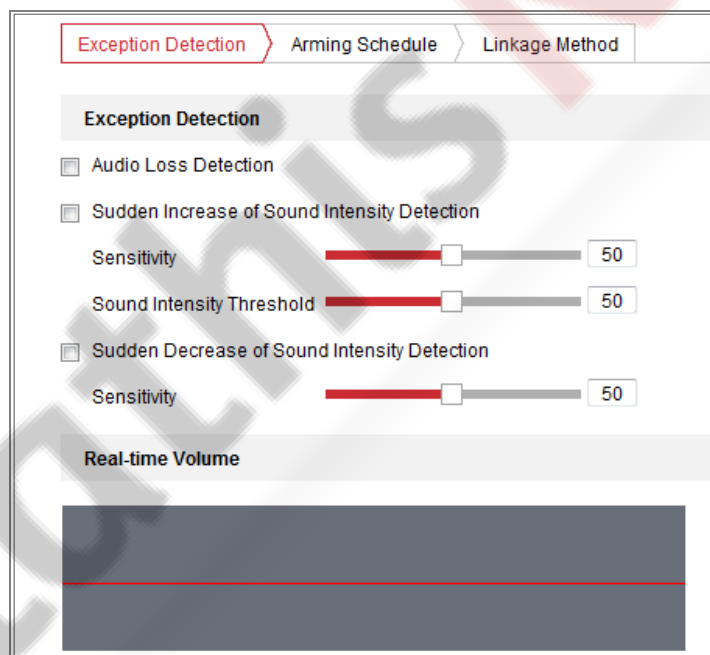 Exception Detection Arming Schedule Linkage Method
Exception Detection
Audio Loss Detection
Sudden Increase of Sound Intensity Detection
Sensitivity 50
Sound Intensity Threshold 50
Sudden Decrease of Sound Intensity Detection
Sensitivity 50
Real-time Volume
athis